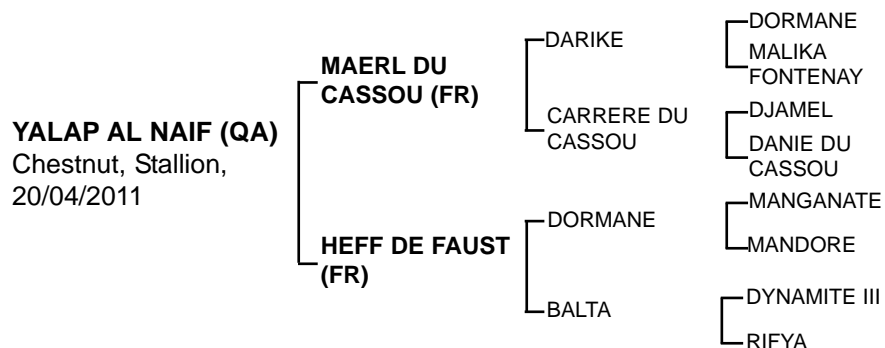 YALAP AL NAIF (QA)
Chestnut, Stallion,
20/04/2011
MAERL DU
CASSOU (FR)
HEFF DE FAUST
(FR)
DARIKE
CARRERE DU
CASSOU
DORMANE
BALTA
DORMANE
MALIKA
FONTENAY
DJAMEL
DANIE DU
CASSOU
MANGANATE
MANDORE
DYNAMITE III
RIFYA